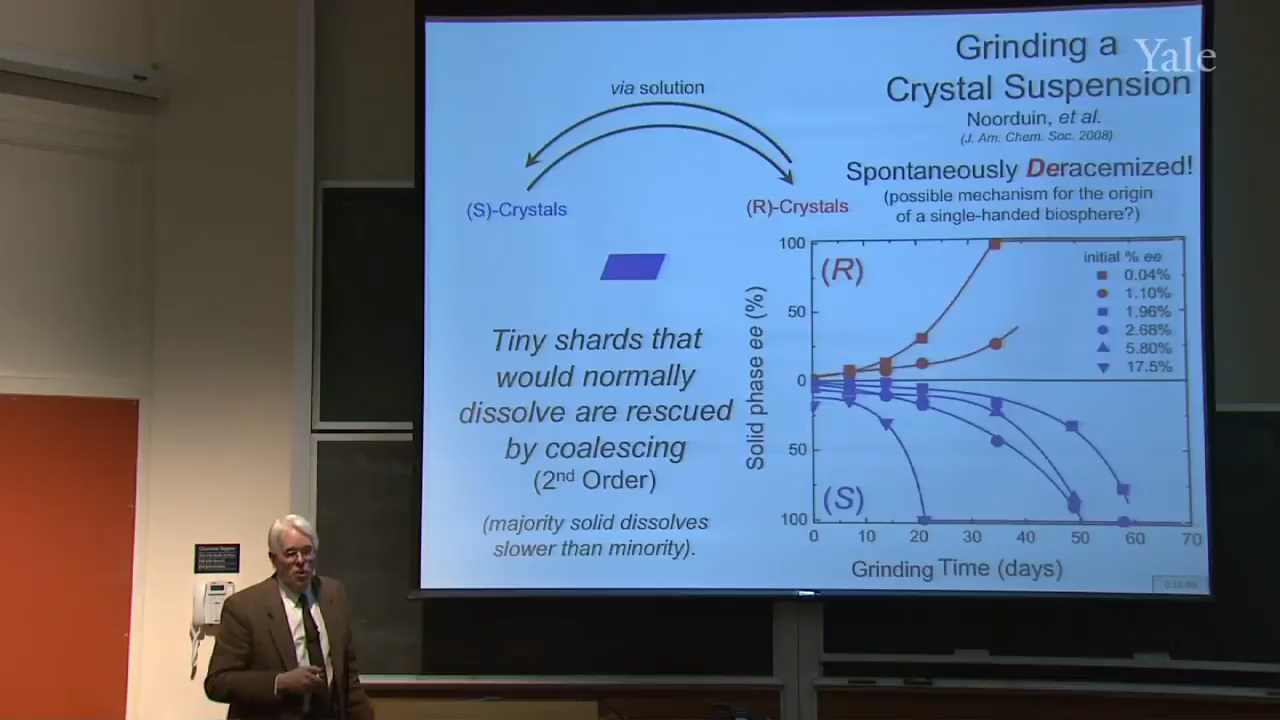 Grinding a
Crystal Suspension
Yale
Noorduin, et al.
(J. Am. Chem. Soc. 2008)
Spontaneously Deracemized!
(possible mechanism for the origin
of a single-handed biosphere?)
via solution
(S)-Crystals
(R)-Crystals
Tiny shards that
would normally
dissolve are rescued
by coalescing
(2nd Order)
(majority solid dissolves
slower than minority).
Solid phase ee (%)
100
50
0
50
100
(R)
(S)
initial % ee
0.04%
1.10%
1.96%
2.68%
5.80%
17.5%
0 10 20 30 40 50 60 70
Grinding Time (days)